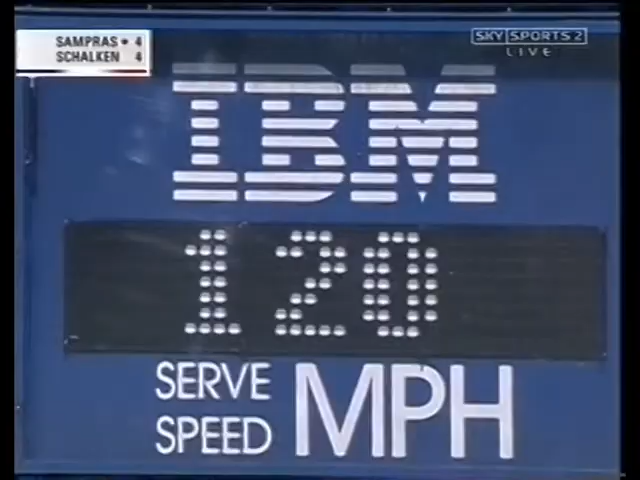 SAMPRAS • 4
SCHALKEN 4
SKY SPORTS 2
LIVE
IBM
120
SERVE SPEED MPH